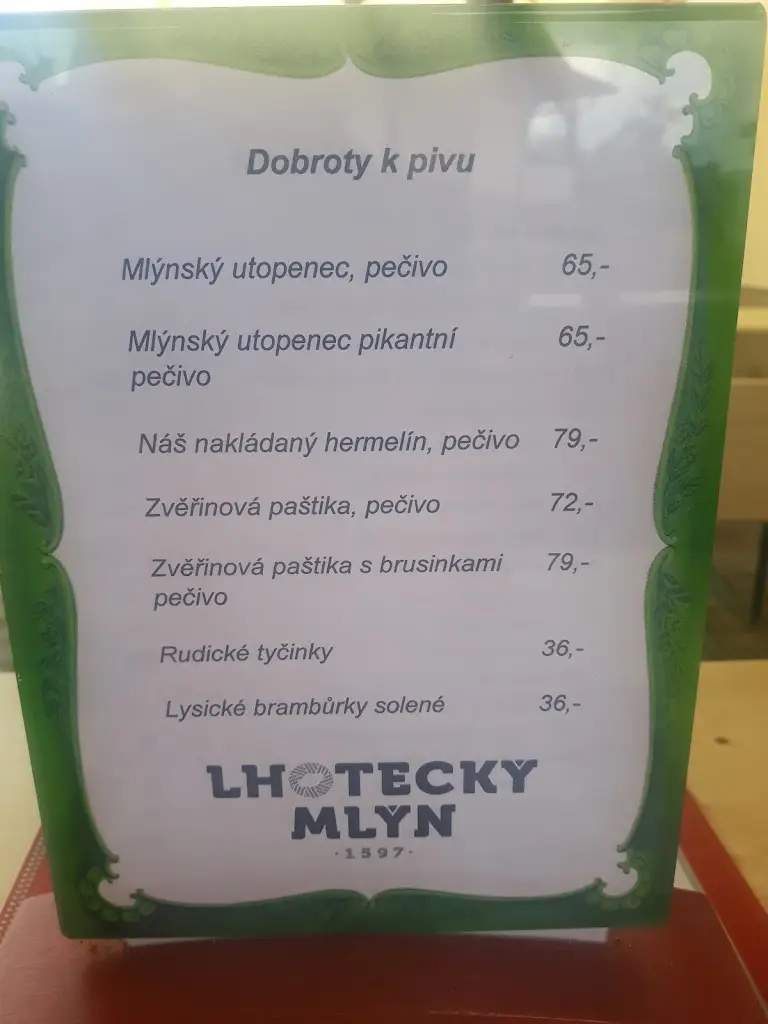 Dobroty k pivu
Mlýnský utopenec, pečivo 65,-
Mlýnský utopenec pikantní 65,-
pečivo
Náš nakládaný hermelín, pečivo 79,-
Zvěřinová paštika, pečivo 72,-
Zvěřinová paštika s brusinkami 79,-
pečivo
Rudické tyčinky 36,-
Lysické brambůrky solené 36,-
LHOTECKÝ
MLÝN
·1597·